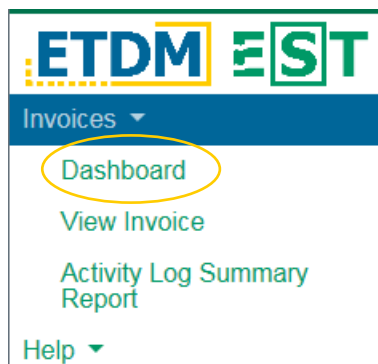 ETDM EST
Invoices
Dashboard
View Invoice
Activity Log Summary
Report
Help